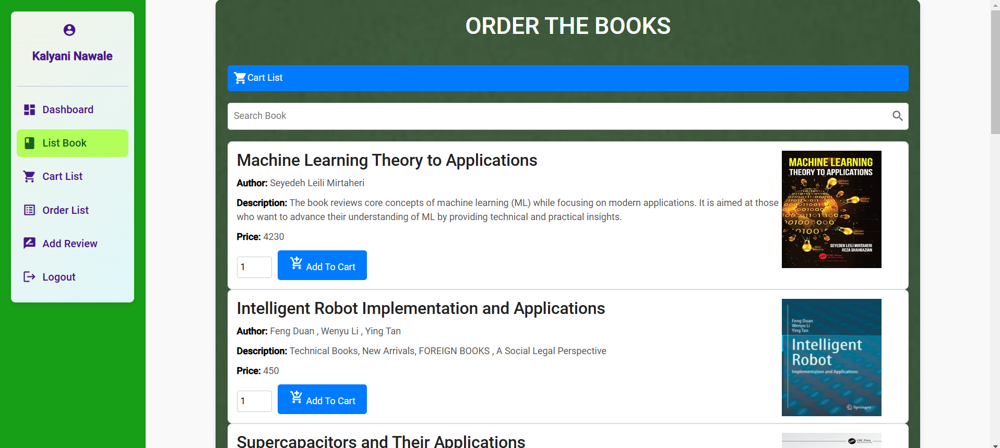 Kalyani Nawale
Dashboard
List Book
Cart List
Order List
Add Review
Logout
ORDER THE BOOKS
Cart List
Search Book
Machine Learning Theory to Applications
Author: Seyedeh Leili Mirtaheri
Description: The book reviews core concepts of machine learning (ML) while focusing on modern applications. It is aimed at those
who want to advance their understanding of ML by providing technical and practical insights.
Price: 4230
1
Add To Cart
MACHINE LEARNING
THEORY TO APPLICATIONS
SEYEDEH LEILI MIRTAHERI
REZA SHAHBAZIAN
CRC Press
Intelligent Robot Implementation and Applications
Author: Feng Duan , Wenyu Li , Ying Tan
Description: Technical Books, New Arrivals, FOREIGN BOOKS , A Social Legal Perspective
Price: 450
1
Add To Cart
Feng Duan
Wenyu Li
Ying Tan
Intelligent
Robot
Implementation and Applications
Springer
Supercapacitors and Their Applications
CRC Press